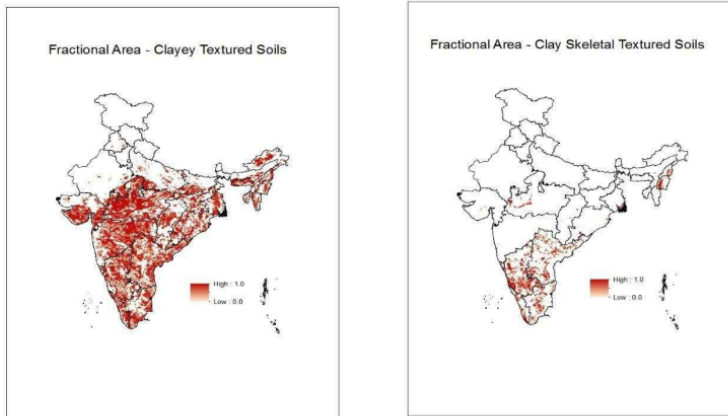 Fractional Area - Clayey Textured Soils
High : 1.0
Low : 0.0
Fractional Area - Clay Skeletal Textured Soils
High : 1.0
Low : 0.0